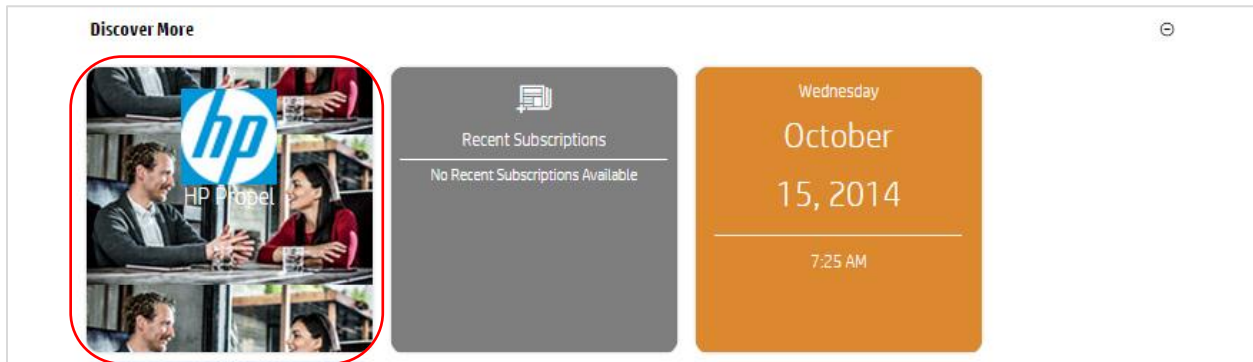 Discover More
hp
HP Propel
Recent Subscriptions
No Recent Subscriptions Available
Wednesday
October
15, 2014
7:25 AM